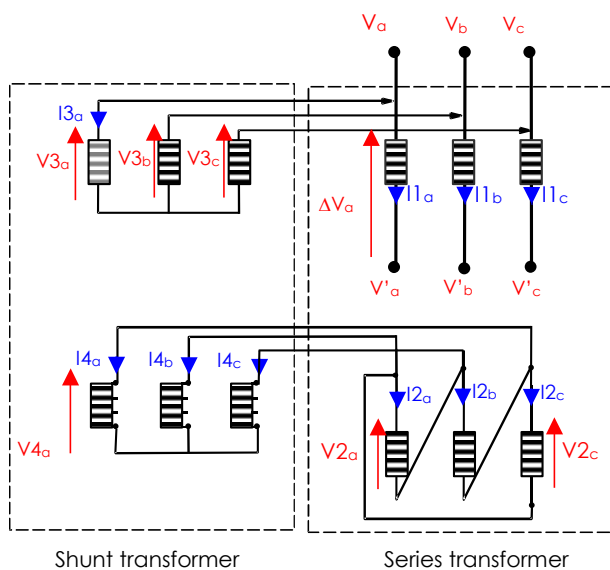 Va Vb Vc
I3a
V3a V3b V3c
ΔVa
I1a I1b I1c
V'a V'b V'c
I4a I4b I4c
V4a
I2a I2b I2c
V2a V2c
Shunt transformer Series transformer